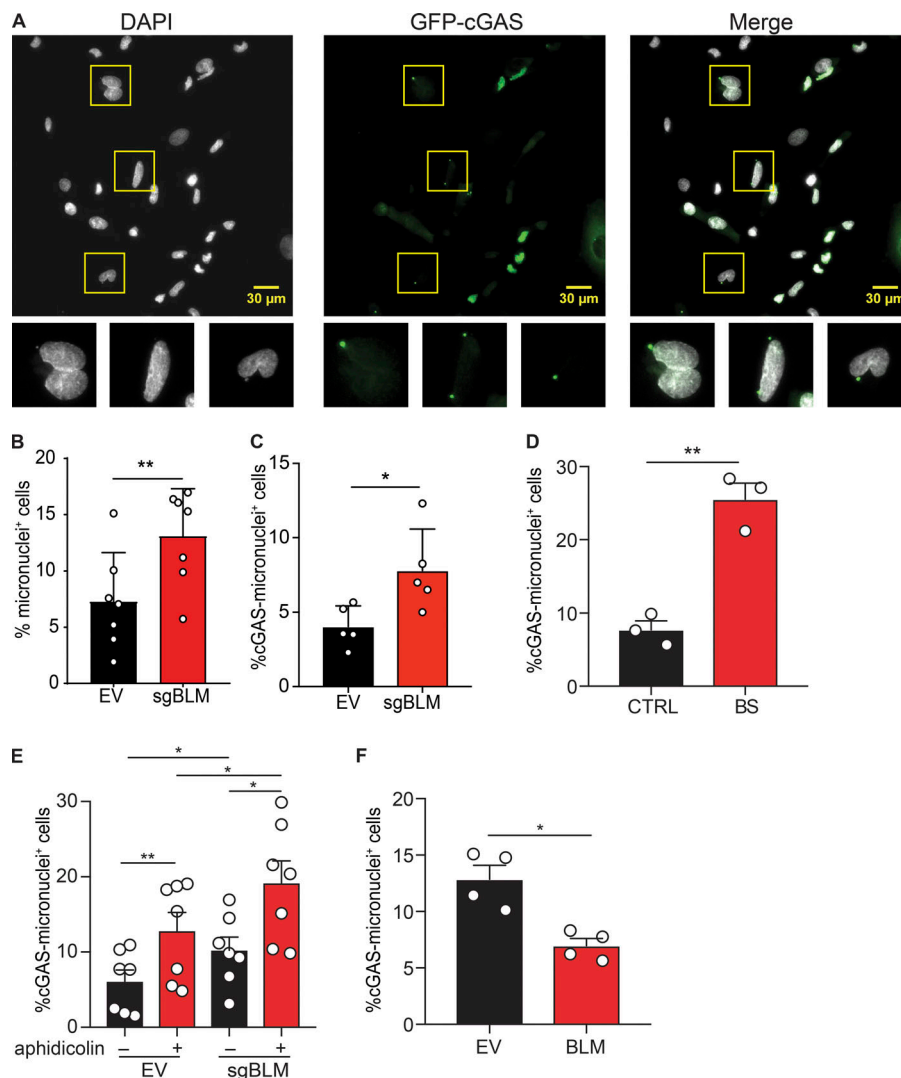 A
DAPI GFP-cGAS Merge
30 µm 30 µm 30 µm
B
% micronuclei⁺ cells
20
15
10
5
0
**
EV sgBLM
C
%cGAS-micronuclei⁺ cells
15
10
5
0
*
EV sgBLM
D
%cGAS-micronuclei⁺ cells
30
20
10
0
**
CTRL BS
E
%cGAS-micronuclei⁺ cells
30
20
10
0
*
*
*
**
aphidicolin – + – +
EV sgBLM
F
%cGAS-micronuclei⁺ cells
20
15
10
5
0
*
EV BLM